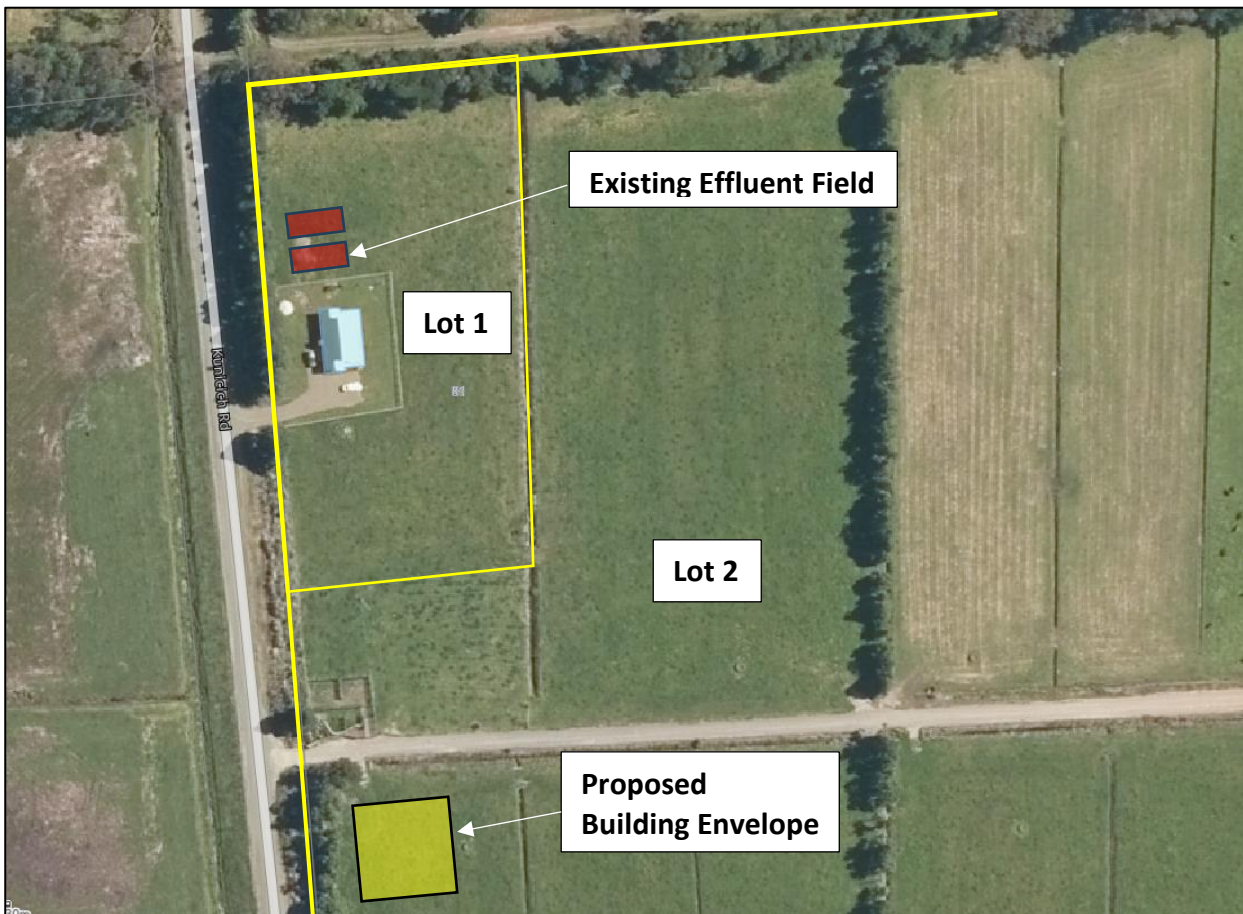 Existing Effluent Field
Lot 1
Lot 2
Proposed
Building Envelope